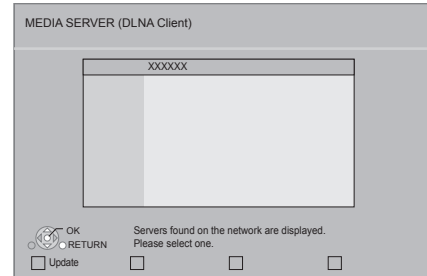 MEDIA SERVER (DLNA Client)
XXXXXX
OK
RETURN
Servers found on the network are displayed.
Please select one.
Update